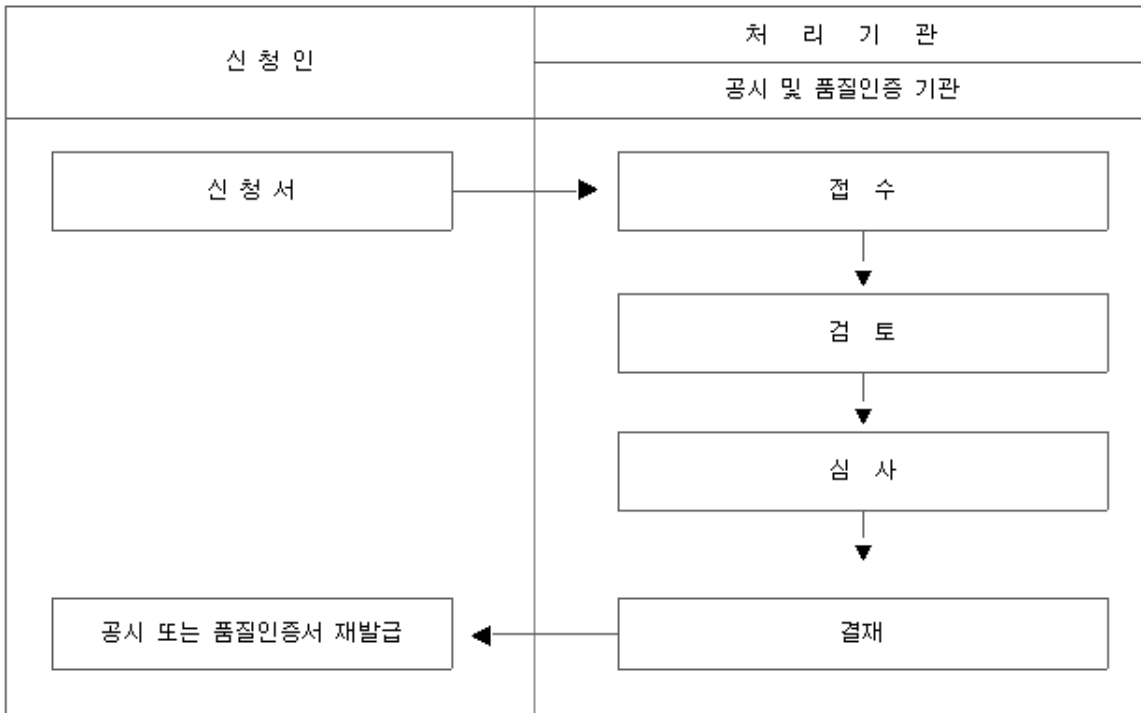 신 청 인
처 리 기 관
공시 및 품질인증 기관
신 청 서
접 수
검 토
심 사
공시 또는 품질인증서 재발급
결재